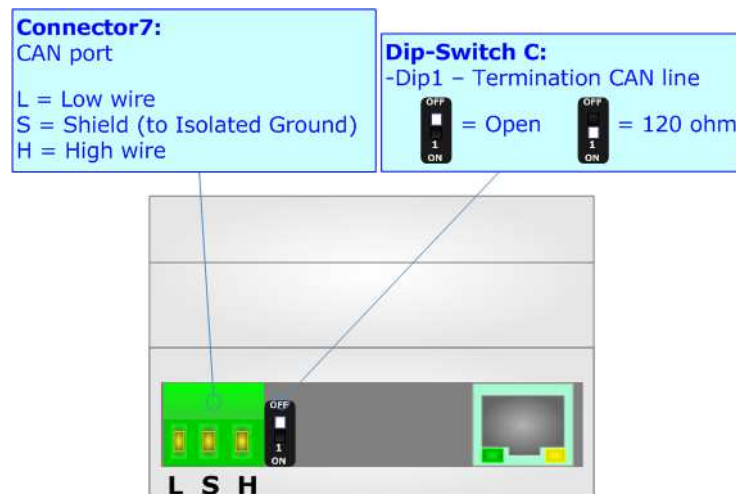 Connector7:
CAN port
L = Low wire
S = Shield (to Isolated Ground)
H = High wire
Dip-Switch C:
-Dip1 – Termination CAN line
OFF
1
ON
= Open
OFF
1
ON
= 120 ohm
OFF
1
ON
L S H